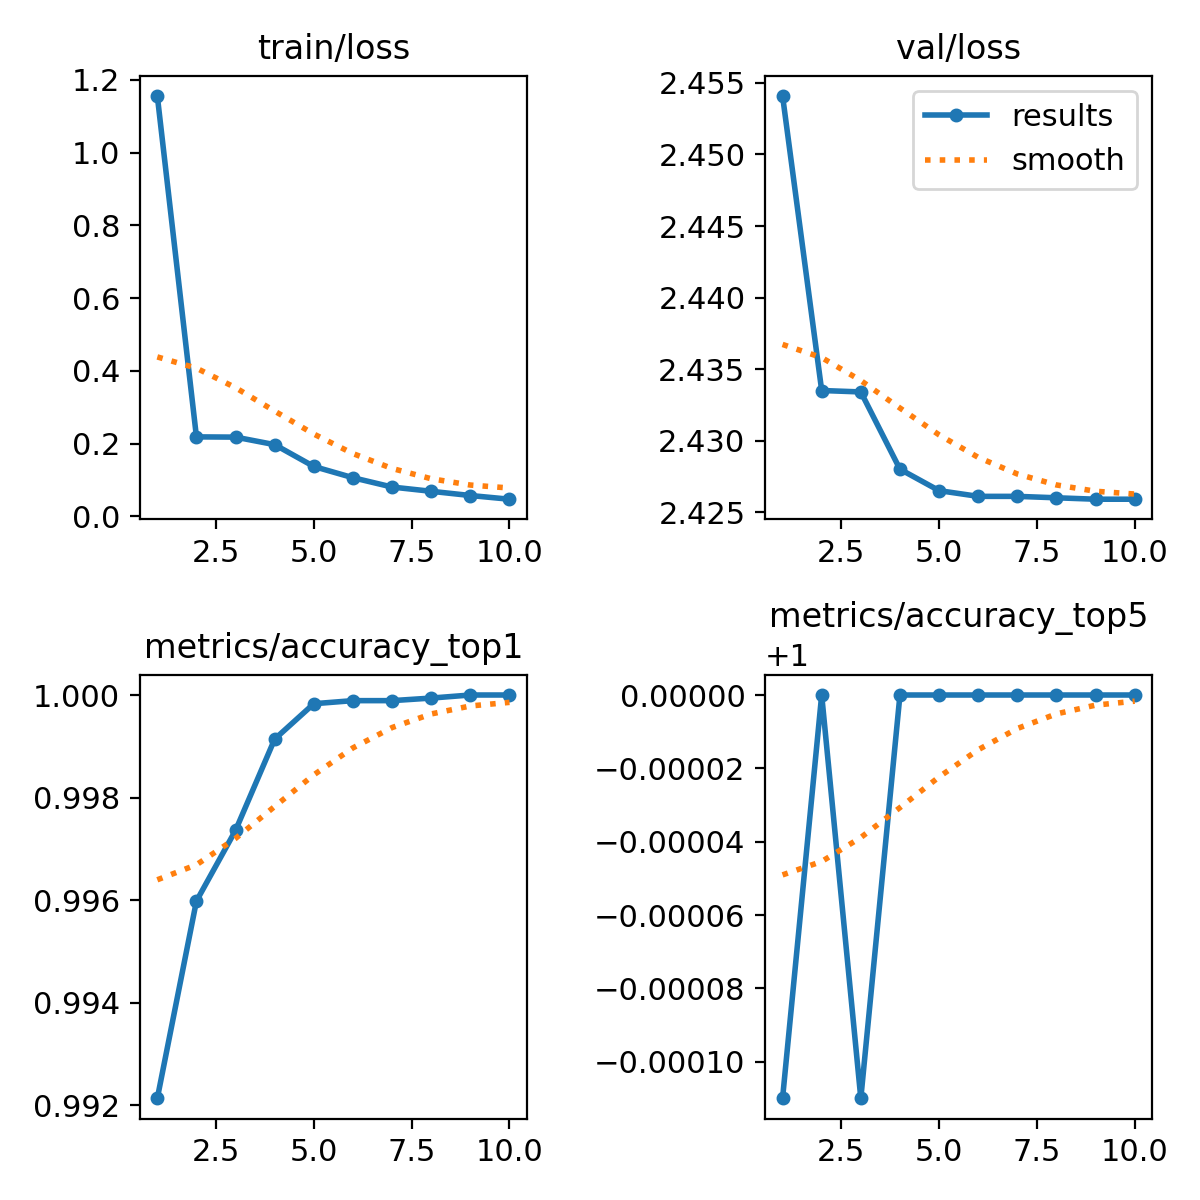 train/loss
1.2
1.0
0.8
0.6
0.4
0.2
0.0
2.5 5.0 7.5 10.0
val/loss
2.455
2.450
2.445
2.440
2.435
2.430
2.425
results
smooth
2.5 5.0 7.5 10.0
metrics/accuracy_top1
1.000
0.998
0.996
0.994
0.992
2.5 5.0 7.5 10.0
metrics/accuracy_top5
+1
0.00000
−0.00002
−0.00004
−0.00006
−0.00008
−0.00010
2.5 5.0 7.5 10.0